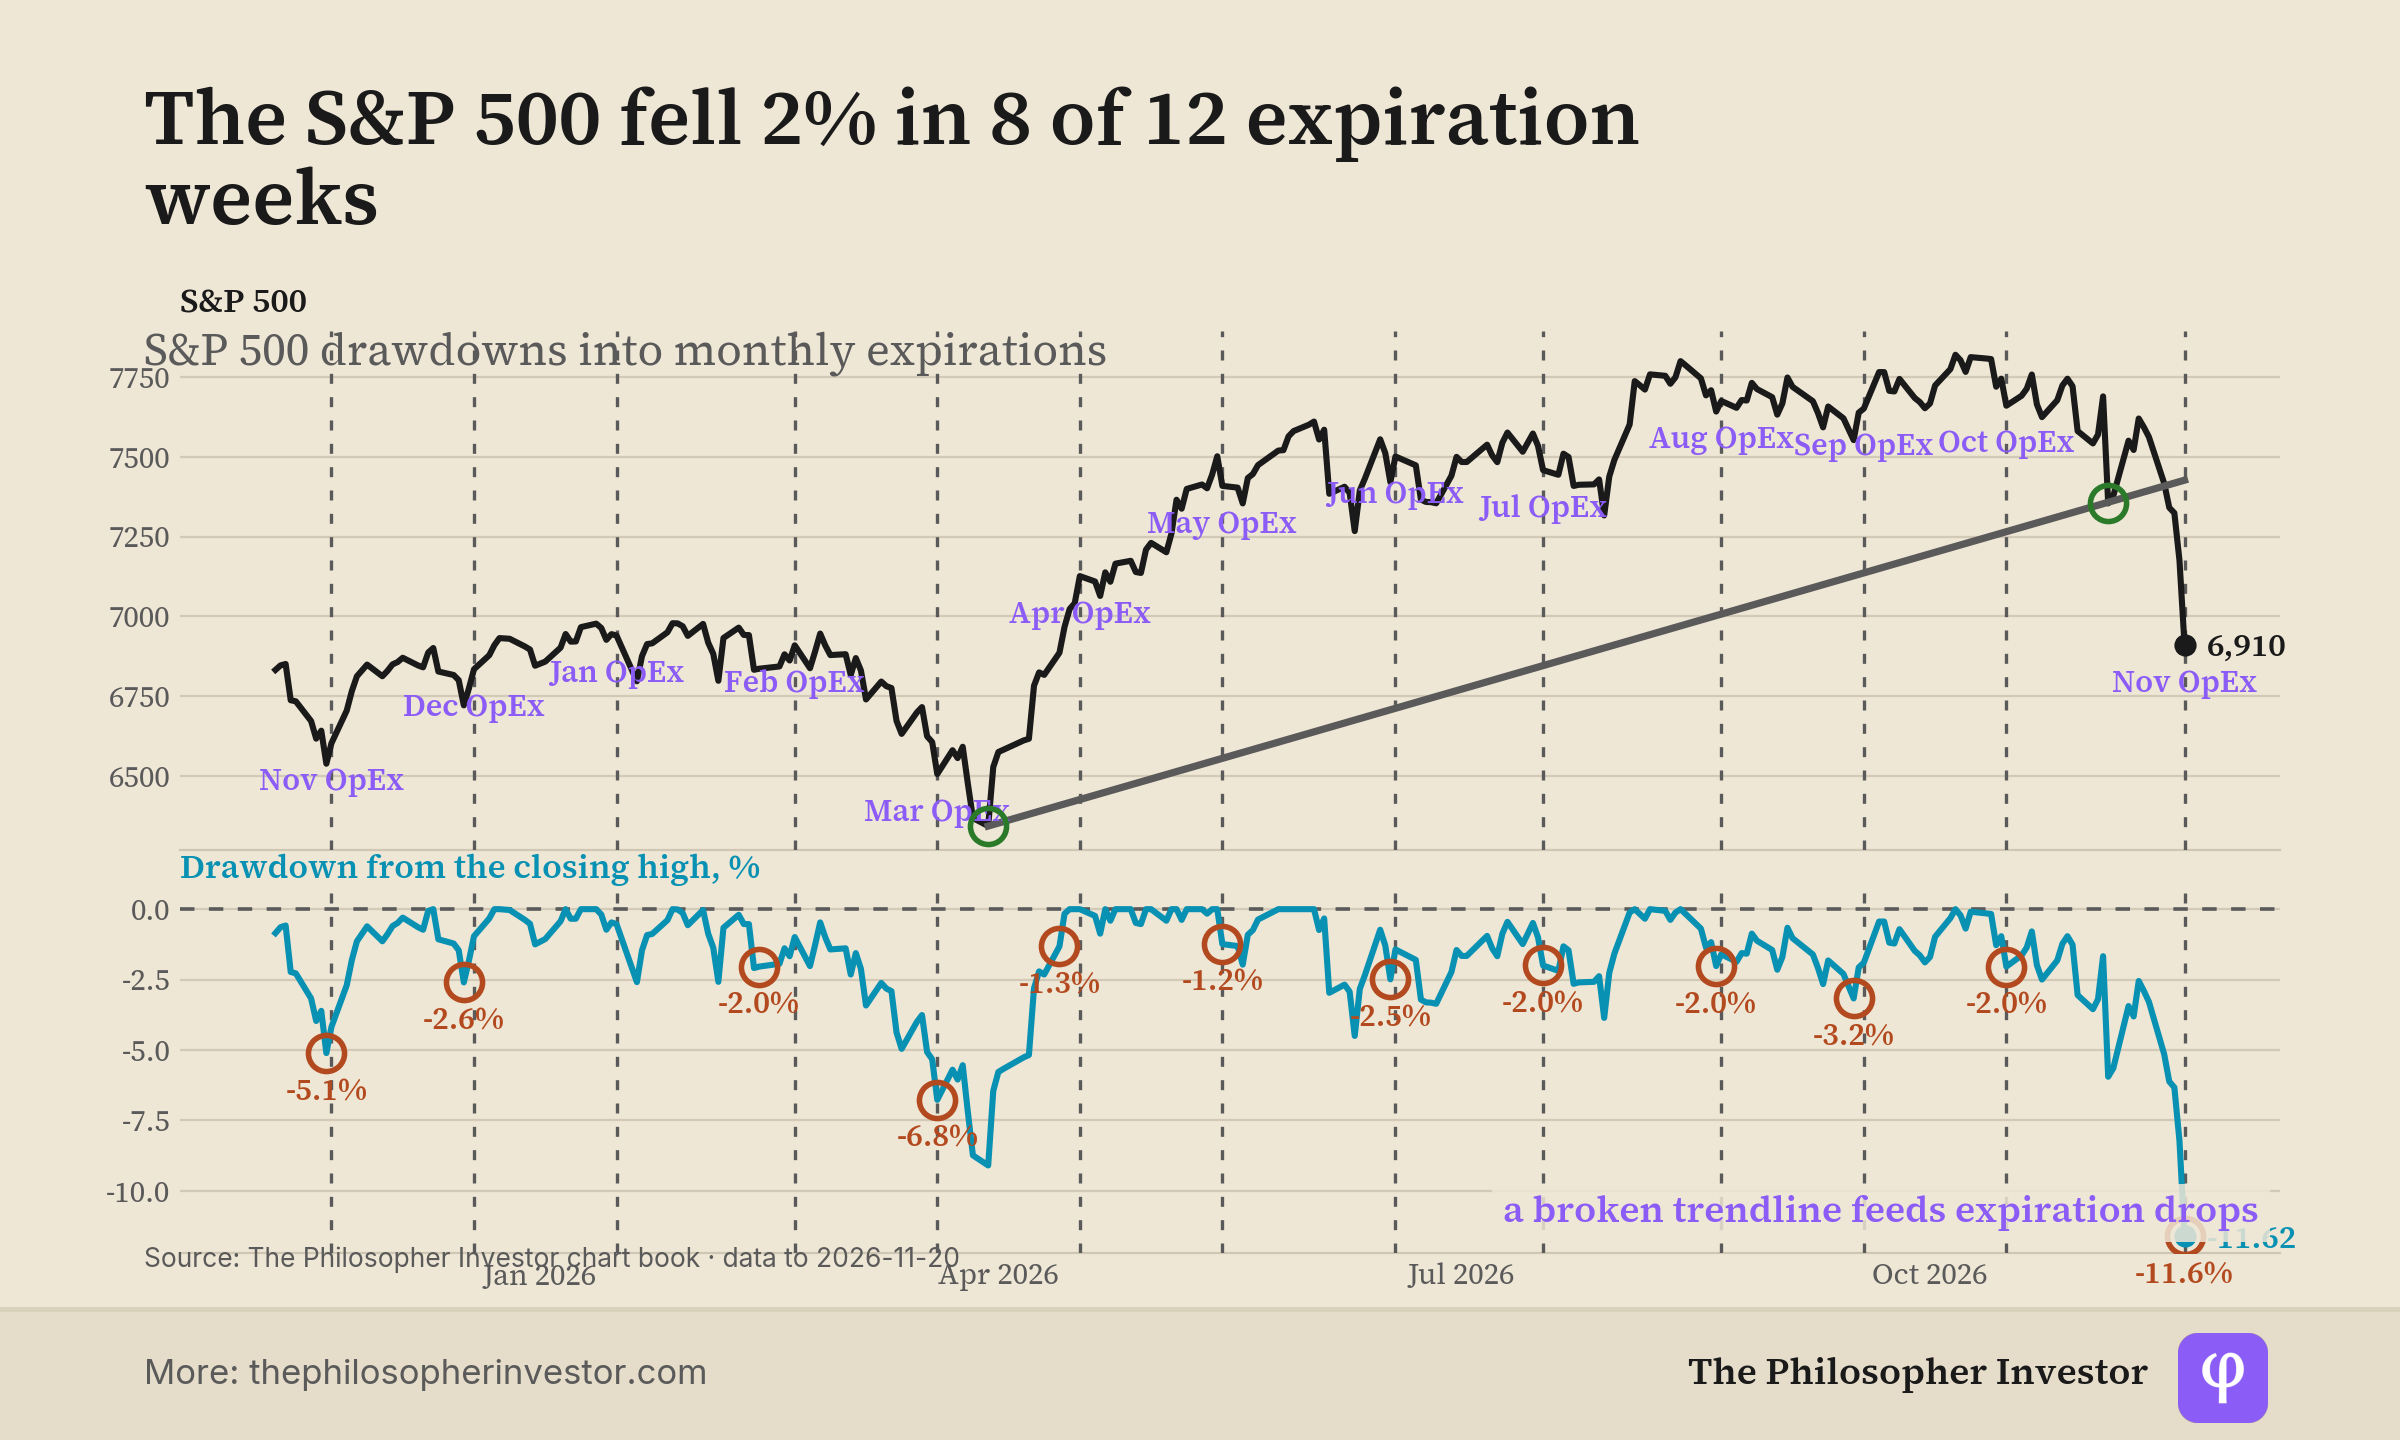 The S&P 500 fell 2% in 8 of 12 expiration
weeks
S&P 500
S&P 500 drawdowns into monthly expirations
7750
7500
7250
7000
6750
6500
Nov OpEx
Dec OpEx
Jan OpEx
Feb OpEx
Mar OpEx
Apr OpEx
May OpEx
Jun OpEx
Jul OpEx
Aug OpEx
Sep OpEx
Oct OpEx
6,910
Nov OpEx
Drawdown from the closing high, %
0.0
-2.5
-5.0
-7.5
-10.0
-5.1%
-2.6%
-2.0%
-6.8%
-1.3%
-1.2%
-2.5%
-2.0%
-2.0%
-3.2%
-2.0%
a broken trendline feeds expiration drops
-11.62
-11.6%
Source: The Philosopher Investor chart book · data to 2026-11-20
Jan 2026
Apr 2026
Jul 2026
Oct 2026
More: thephilosopherinvestor.com
The Philosopher Investor
φ